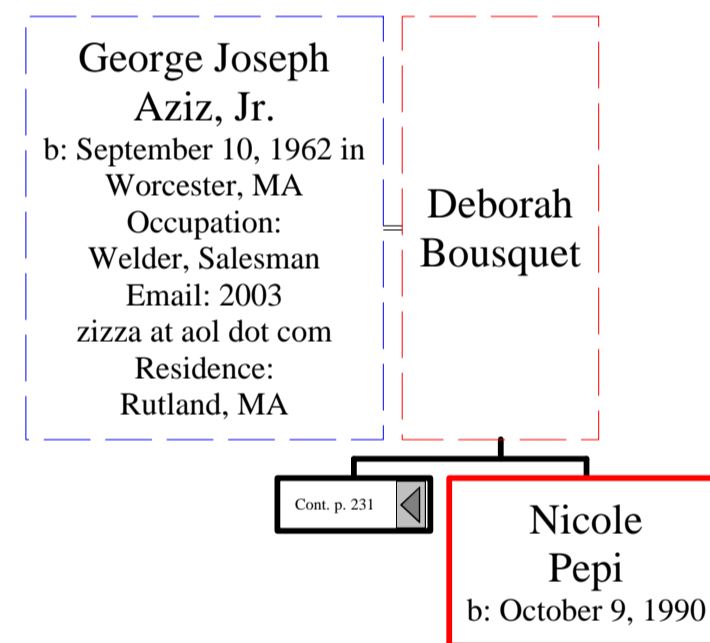 George Joseph
Aziz, Jr.
b: September 10, 1962 in
Worcester, MA
Occupation:
Welder, Salesman
Email: 2003
zizza at aol dot com
Residence:
Rutland, MA
Deborah
Bousquet
Cont. p. 231
Nicole
Pepi
b: October 9, 1990